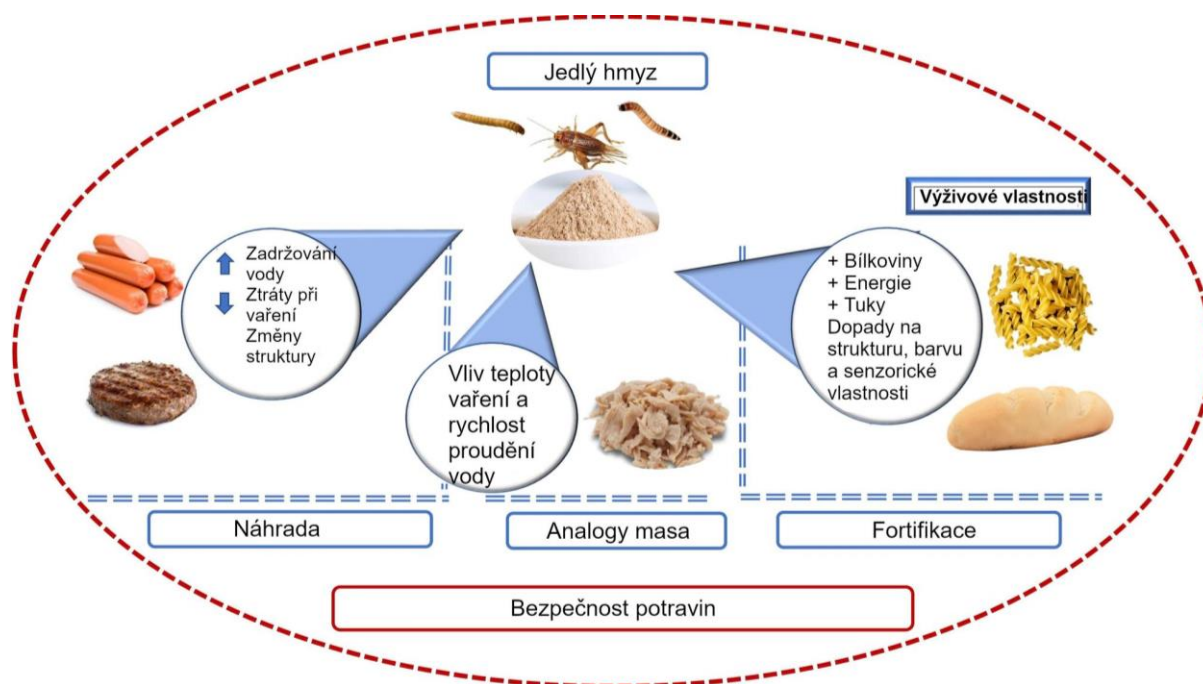 Jedlý hmyz
Výživové vlastnosti
Zadržování
vody
Ztráty při
vaření
Změny
struktury
Vliv teploty
vaření a
rychlost
proudění
vody
+ Bílkoviny
+ Energie
+ Tuky
Dopady na
strukturu, barvu
a senzorické
vlastnosti
Náhrada
Analogy masa
Fortifikace
Bezpečnost potravin